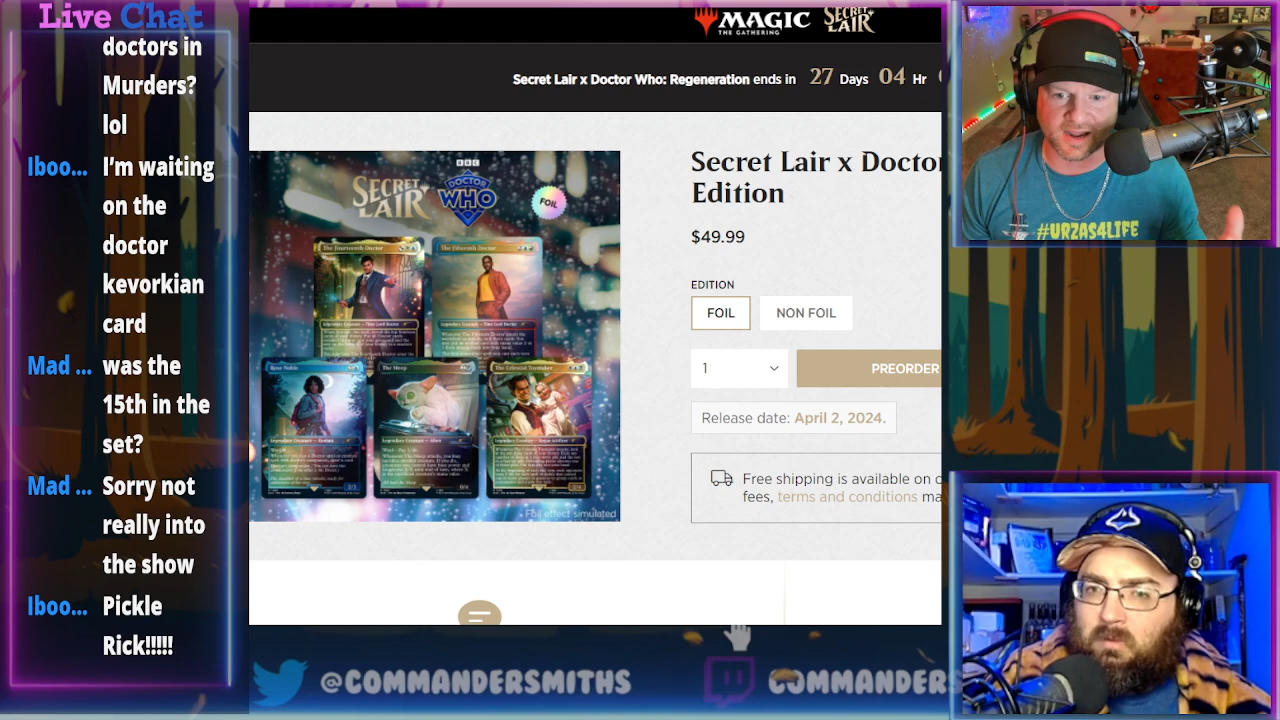 Live Chat
doctors in
Murders?
lol
Iboo... I'm waiting
on the
doctor
kevorkian
card
Mad ... was the
15th in the
set?
Mad ... Sorry not
really into
the show
Iboo... Pickle
Rick!!!!!
MAGIC
THE GATHERING
SECRET
LAIR
Secret Lair x Doctor Who: Regeneration ends in 27 Days 04 Hr
BBC
SECRET
LAIR
DOCTOR
WHO
FOIL
The Fourteenth Doctor
The Fifteenth Doctor
Rose Noble
The Meep
The Celestial Toymaker
Foil effect simulated
Secret Lair x Doctor
Edition
$49.99
EDITION
FOIL
NON FOIL
1
PREORDER
Release date: April 2, 2024.
Free shipping is available on
fees, terms and conditions
#URZAS4LIFE
@COMMANDERSMITHS
COMMANDERS